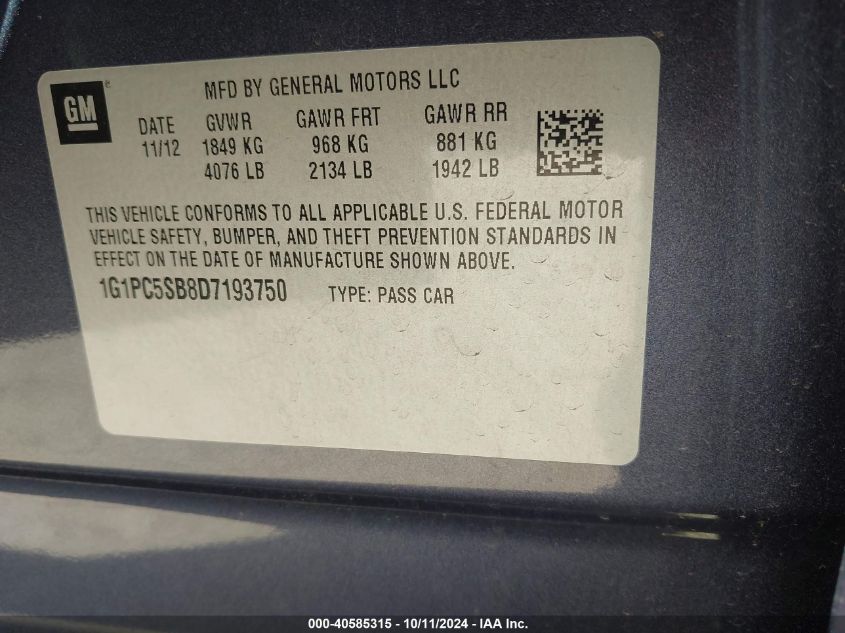 GM
MFD BY GENERAL MOTORS LLC
DATE GVWR GAWR FRT GAWR RR
11/12 1849 KG 968 KG 881 KG
4076 LB 2134 LB 1942 LB
THIS VEHICLE CONFORMS TO ALL APPLICABLE U.S. FEDERAL MOTOR
VEHICLE SAFETY, BUMPER, AND THEFT PREVENTION STANDARDS IN
EFFECT ON THE DATE OF MANUFACTURE SHOWN ABOVE.
1G1PC5SB8D7193750 TYPE: PASS CAR
000-40585315 - 10/11/2024 - IAA Inc.